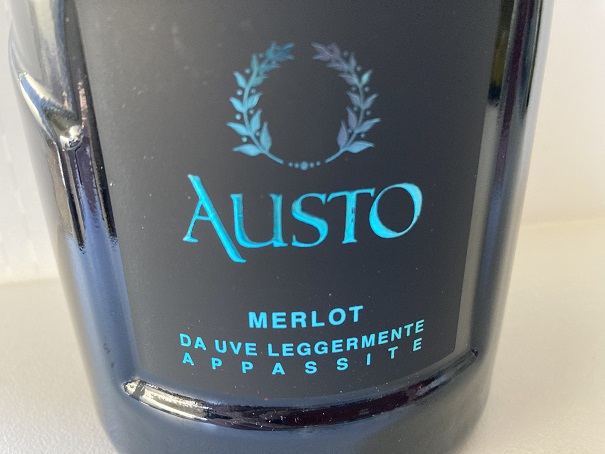 AUSTO
MERLOT
DA UVE LEGGERMENTE
APPASSITE